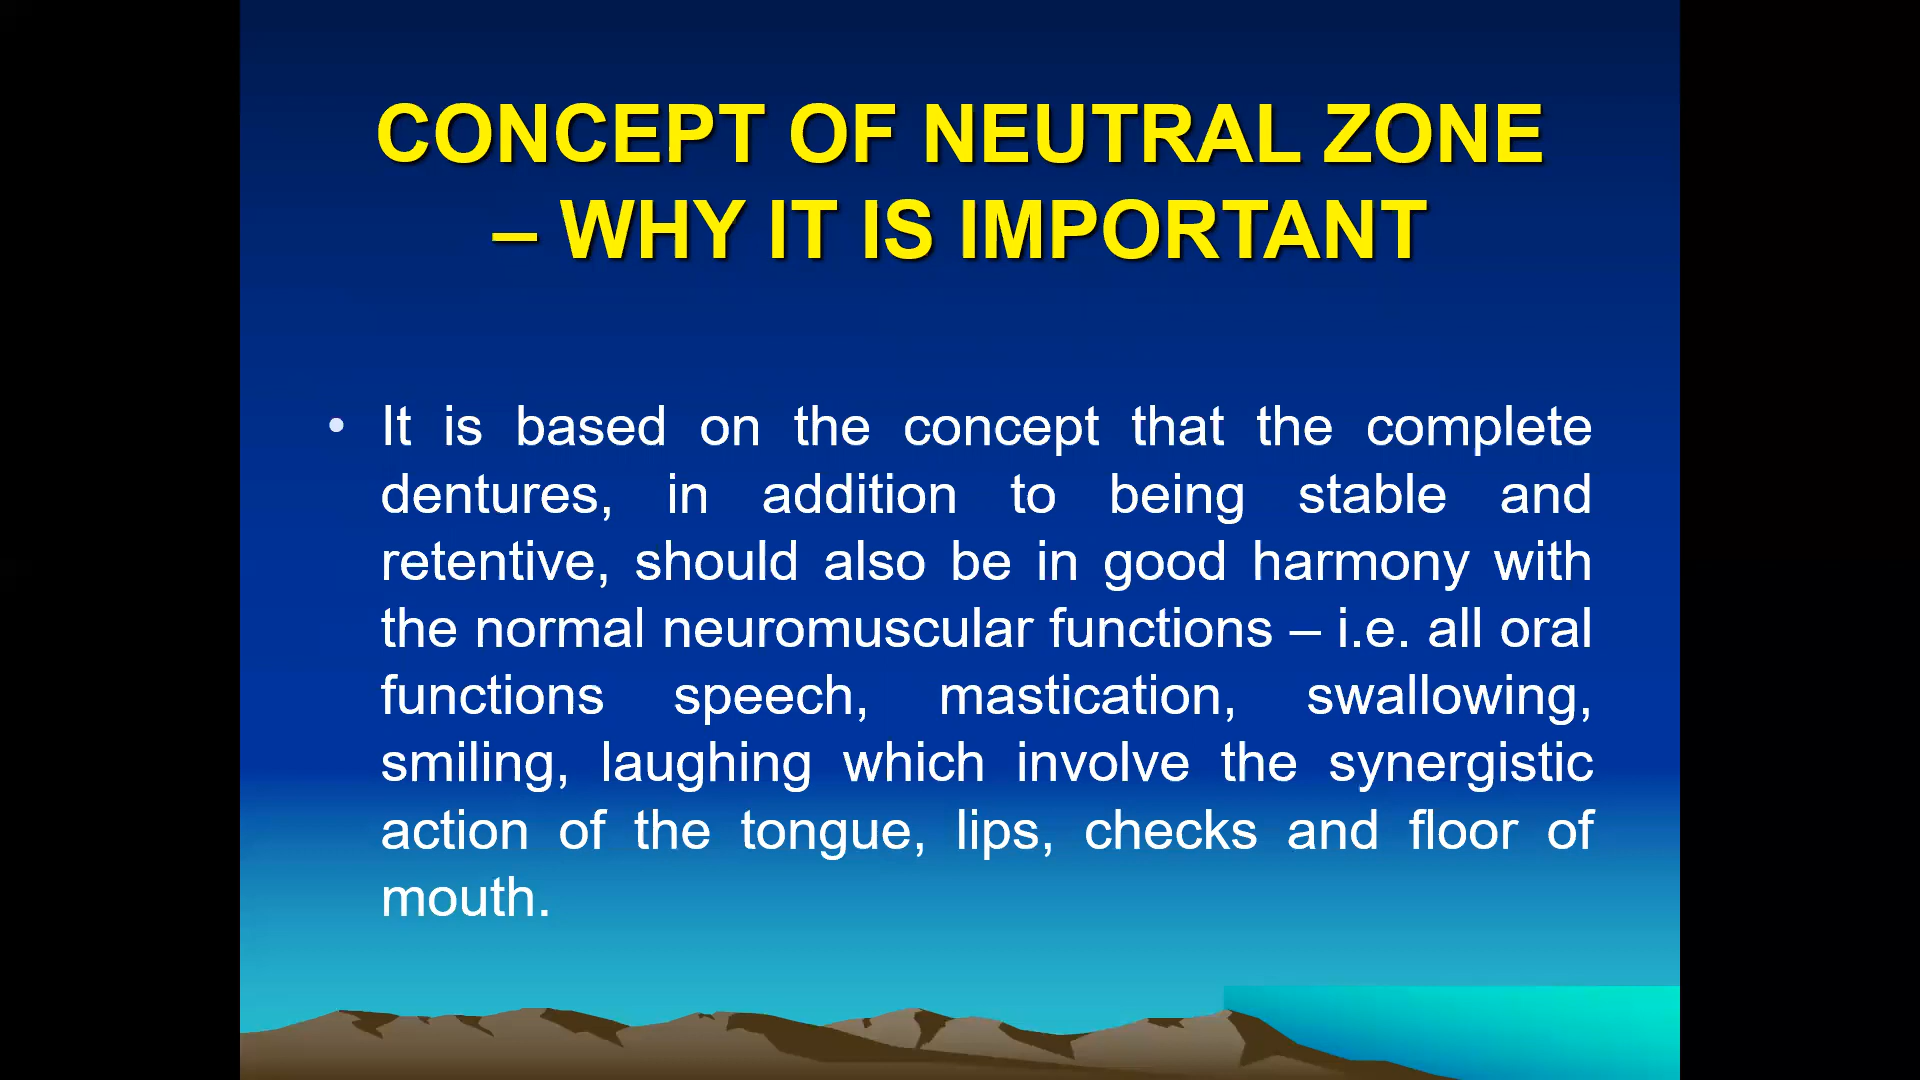 CONCEPT OF NEUTRAL ZONE
– WHY IT IS IMPORTANT
• It is based on the concept that the complete
dentures, in addition to being stable and
retentive, should also be in good harmony with
the normal neuromuscular functions – i.e. all oral
functions speech, mastication, swallowing,
smiling, laughing which involve the synergistic
action of the tongue, lips, checks and floor of
mouth.